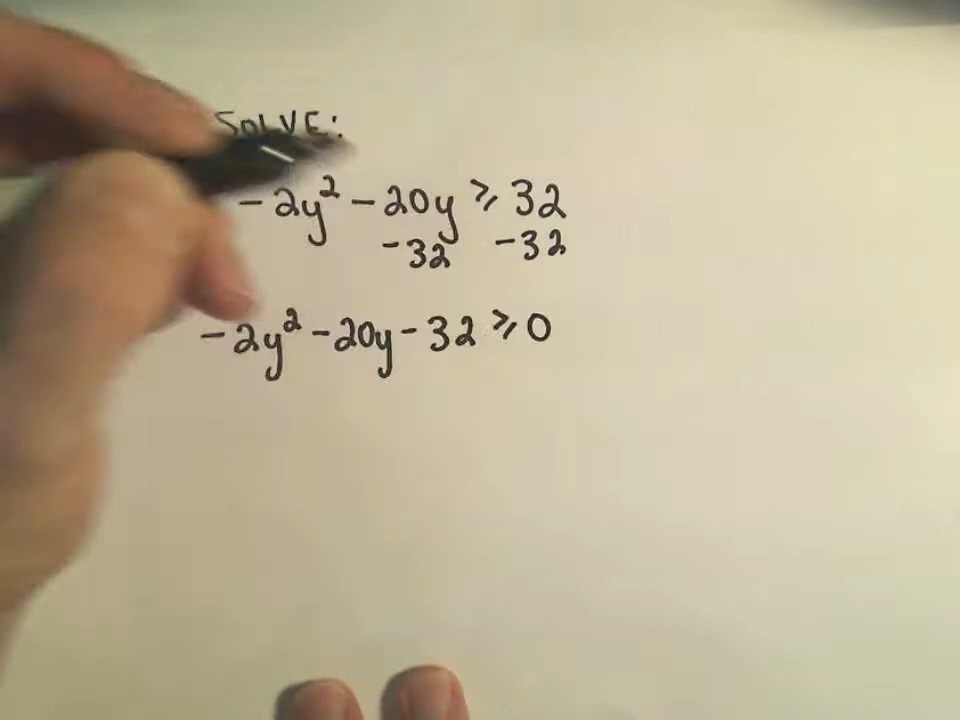 SOLVE:
-2y² - 20y ≥ 32
-32 -32
-2y² - 20y - 32 ≥ 0